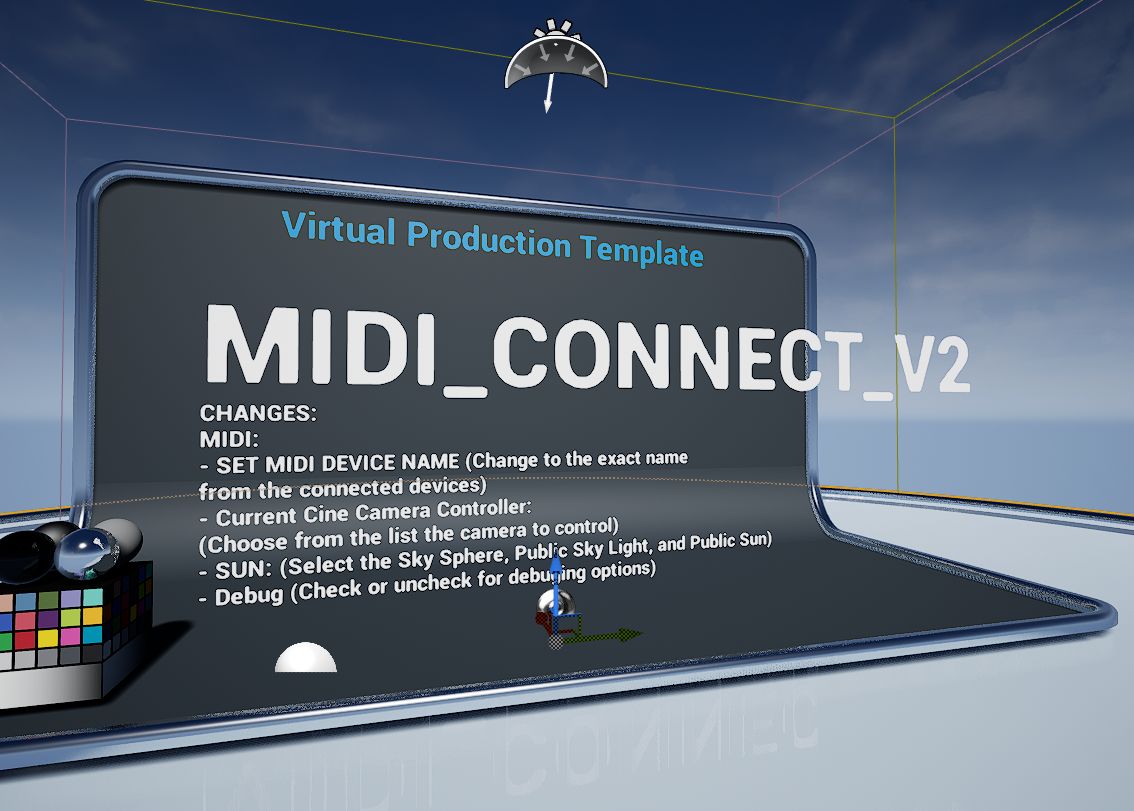 Virtual Production Template
MIDI_CONNECT_V2
CHANGES:
MIDI:
- SET MIDI DEVICE NAME (Change to the exact name
from the connected devices)
- Current Cine Camera Controller:
(Choose from the list the camera to control)
- SUN: (Select the Sky Sphere, Public Sky Light, and Public Sun)
- Debug (Check or uncheck for debuging options)